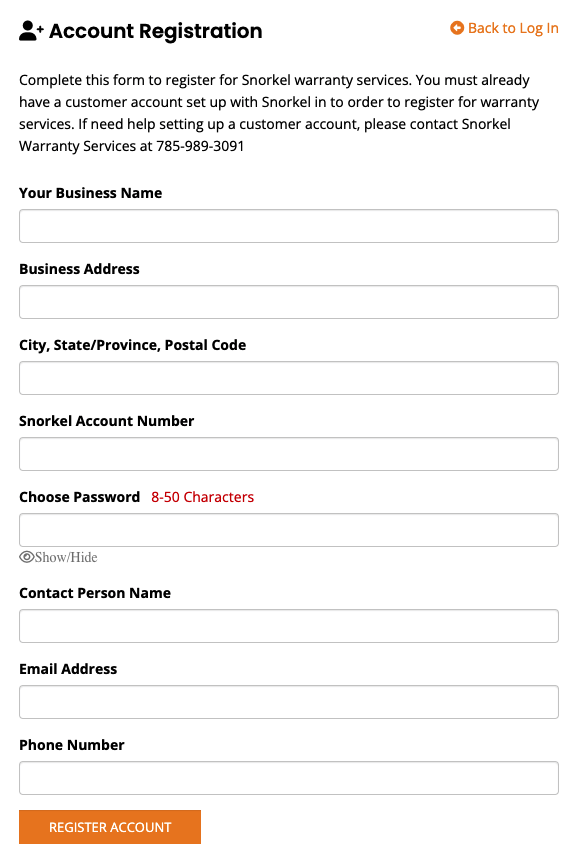 Account Registration
Back to Log In
Complete this form to register for Snorkel warranty services. You must already
have a customer account set up with Snorkel in to order to register for warranty
services. If need help setting up a customer account, please contact Snorkel
Warranty Services at 785-989-3091
Your Business Name
Business Address
City, State/Province, Postal Code
Snorkel Account Number
Choose Password 8-50 Characters
Show/Hide
Contact Person Name
Email Address
Phone Number
REGISTER ACCOUNT